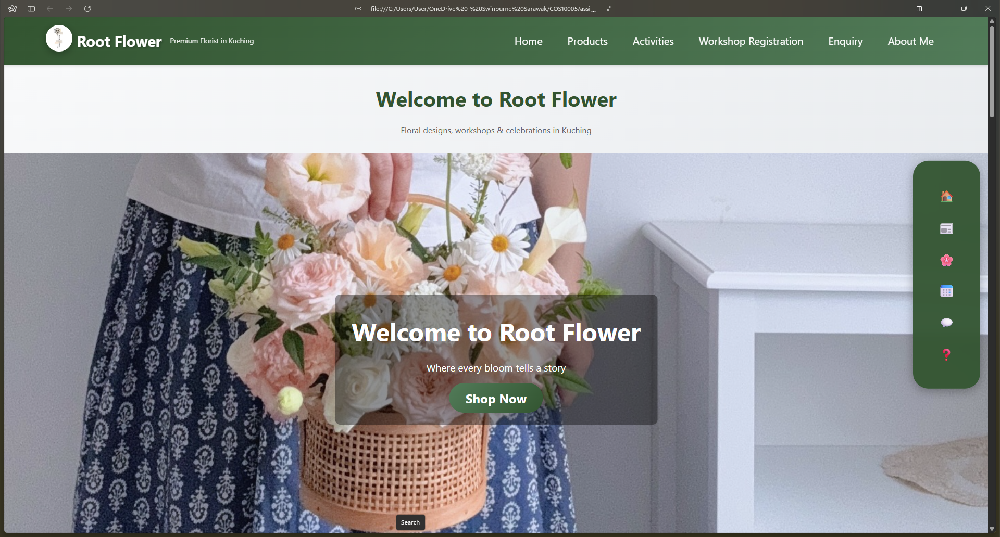 file:///C:/Users/User/OneDrive%20-%20Swinburne%20Sarawak/COS10005/assi...
Root Flower
Premium Florist in Kuching
Home
Products
Activities
Workshop Registration
Enquiry
About Me
Welcome to Root Flower
Floral designs, workshops & celebrations in Kuching
Welcome to Root Flower
Where every bloom tells a story
Shop Now
Search